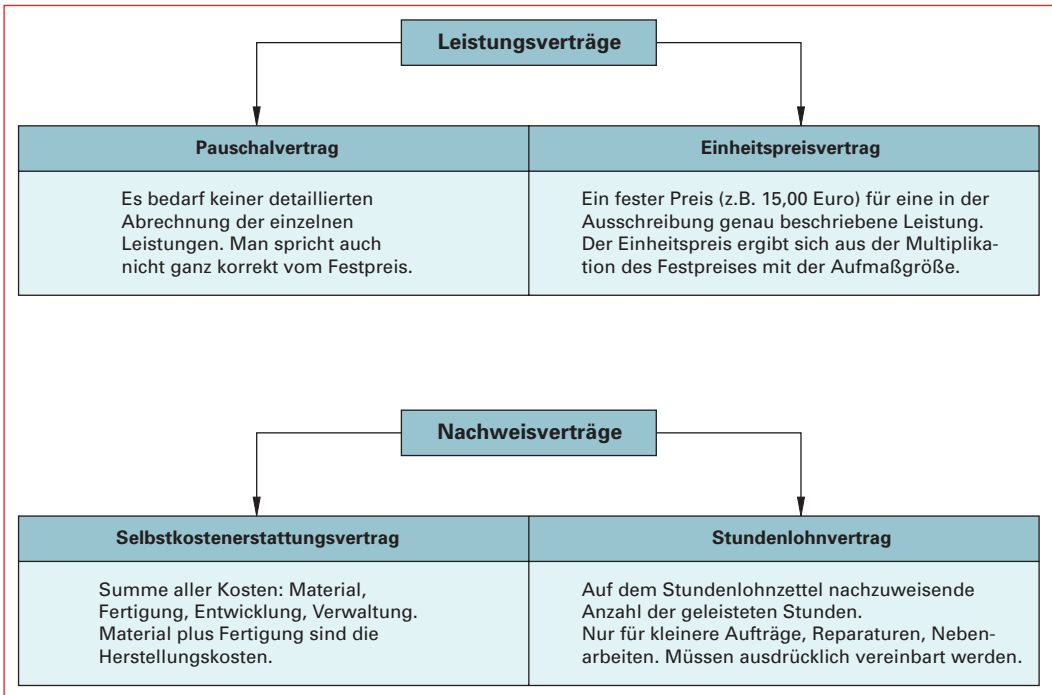 Leistungsverträge
Pauschalvertrag
Es bedarf keiner detaillierten
Abrechnung der einzelnen
Leistungen. Man spricht auch
nicht ganz korrekt vom Festpreis.
Einheitspreisvertrag
Ein fester Preis (z.B. 15,00 Euro) für eine in der
Ausschreibung genau beschriebene Leistung.
Der Einheitspreis ergibt sich aus der Multiplika-
tion des Festpreises mit der Aufmaßgröße.
Nachweisverträge
Selbstkostenerstattungsvertrag
Summe aller Kosten: Material,
Fertigung, Entwicklung, Verwaltung.
Material plus Fertigung sind die
Herstellungskosten.
Stundenlohnvertrag
Auf dem Stundenlohnzettel nachzuweisende
Anzahl der geleisteten Stunden.
Nur für kleinere Aufträge, Reparaturen, Neben-
arbeiten. Müssen ausdrücklich vereinbart werden.